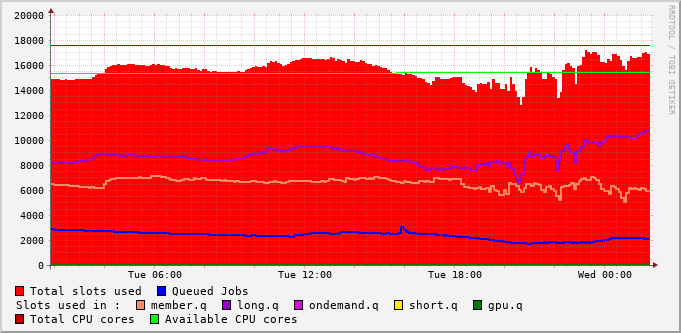 20000
18000
16000
14000
12000
10000
8000
6000
4000
2000
0
Tue 06:00 Tue 12:00 Tue 18:00 Wed 00:00
RRDTOOL / TOBI OETIKER
Total slots used Queued Jobs
Slots used in : member.q long.q ondemand.q short.q gpu.q
Total CPU cores Available CPU cores